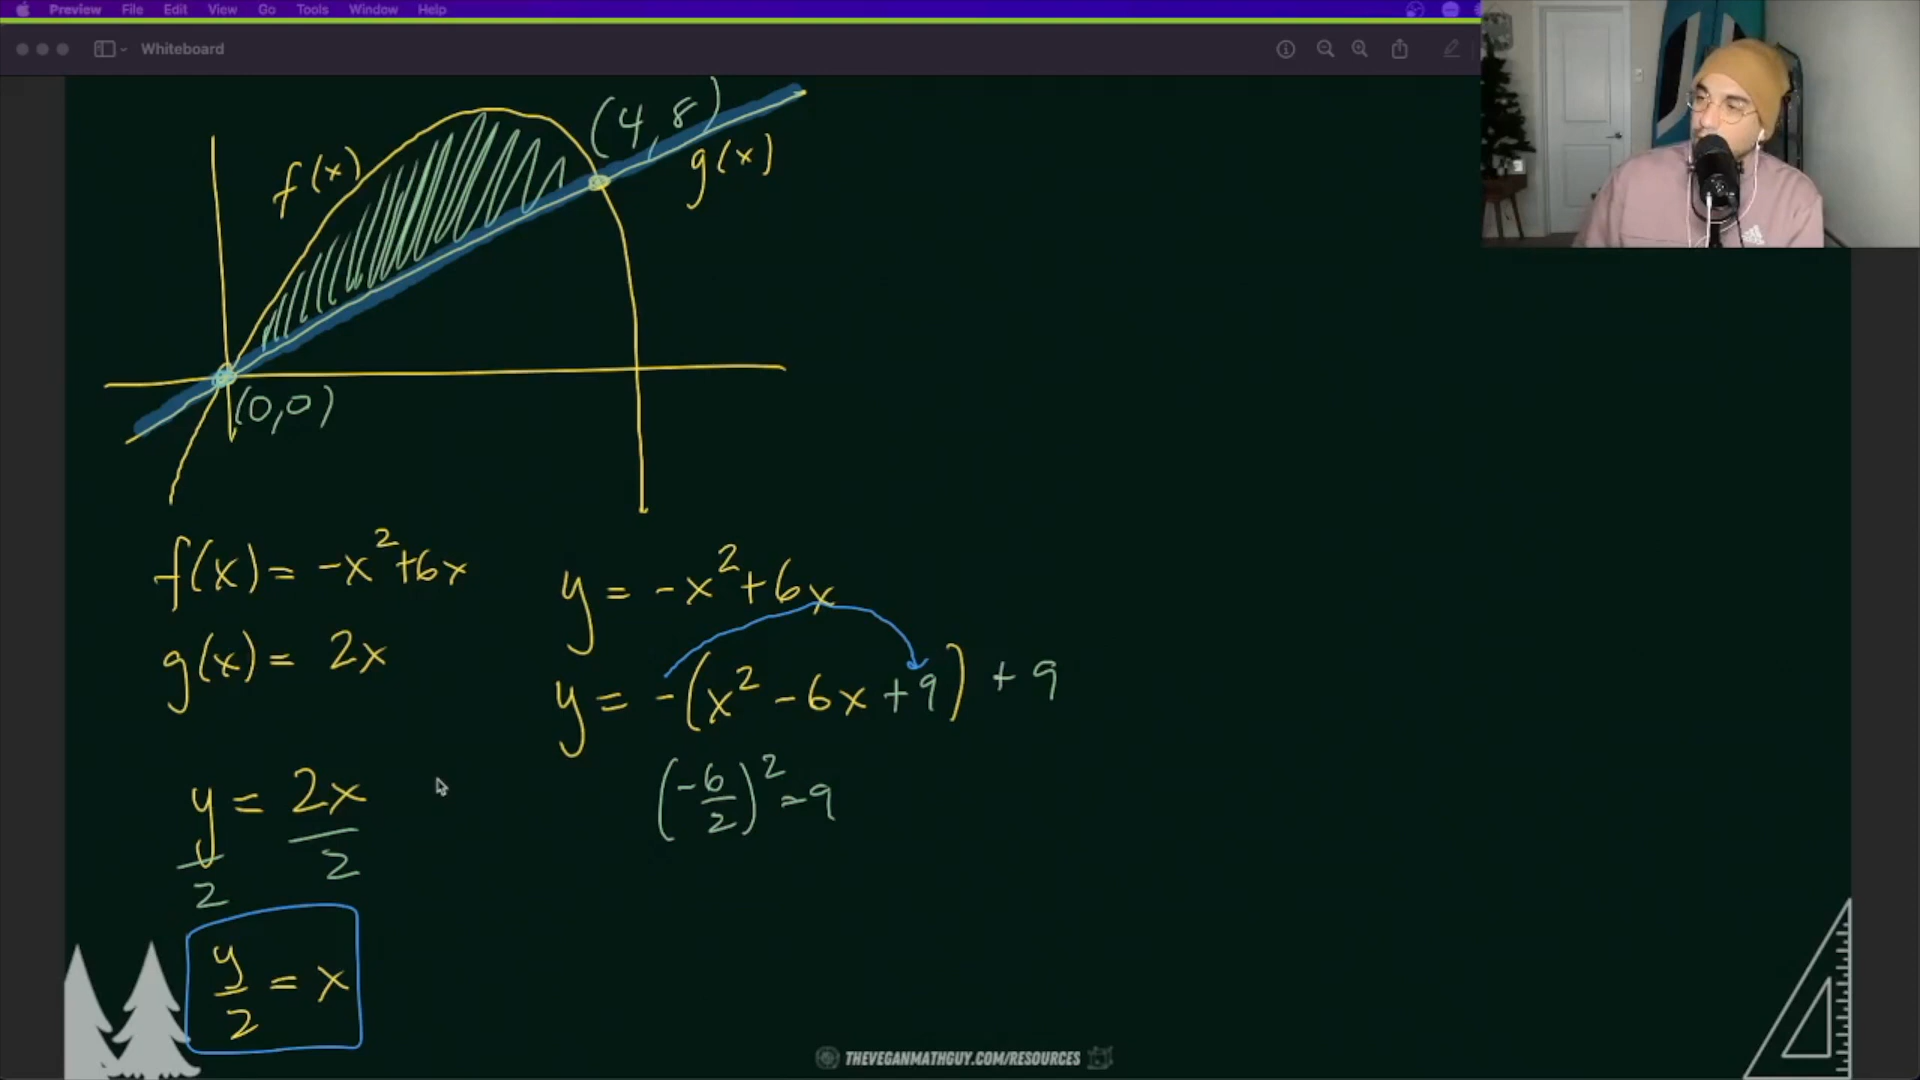 Preview File Edit View Go Tools Window Help
Whiteboard
(4, 8)
f(x)
g(x)
(0,0)
f(x) = -x²+6x
g(x) = 2x
y = 2x
2 2
y/2 = x
y = -x²+6x
y = -(x² - 6x + 9) + 9
(-6/2)² = 9
THEVEGANMATHGUY.COM/RESOURCES